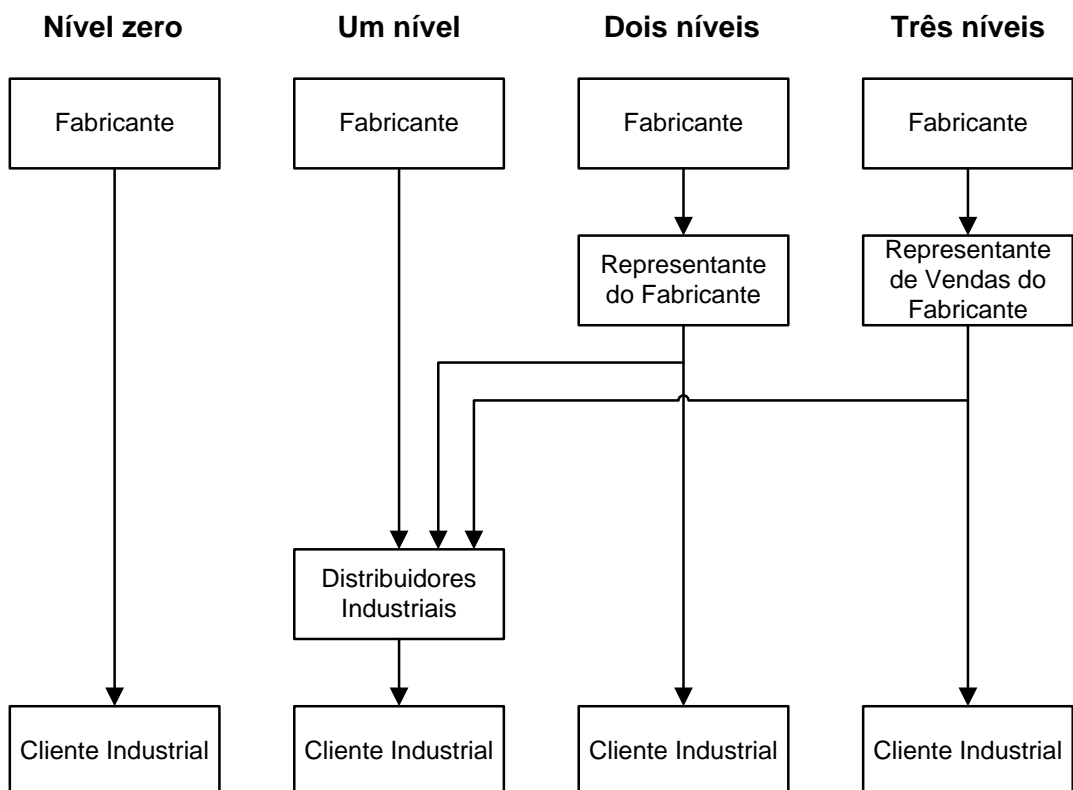 Nível zero
Um nível
Dois níveis
Três níveis
Fabricante
Fabricante
Fabricante
Fabricante
Representante
do Fabricante
Representante
de Vendas do
Fabricante
Distribuidores
Industriais
Cliente Industrial
Cliente Industrial
Cliente Industrial
Cliente Industrial